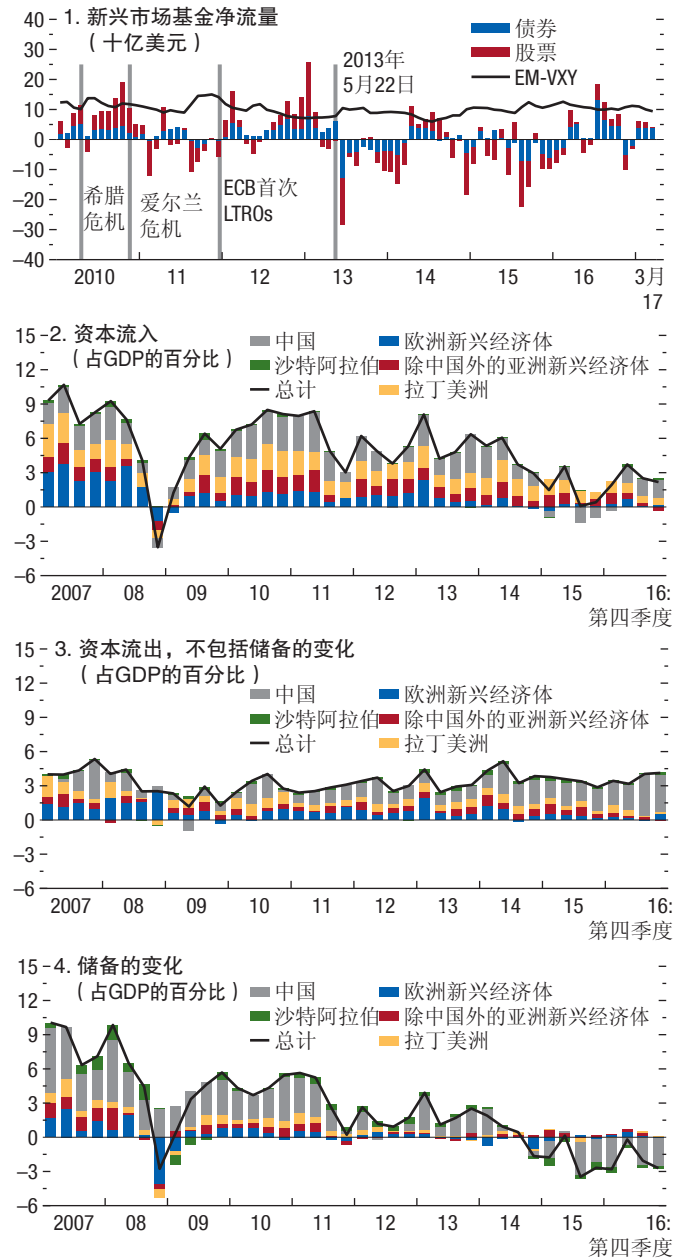 1. 新兴市场基金净流量
（十亿美元）
2013年
5月22日
债券
股票
EM-VXY
40
30
20
10
0
–10
–20
–30
–40
希腊
危机
爱尔兰
危机
ECB首次
LTROs
2010 11 12 13 14 15 16 3月
17
2. 资本流入
（占GDP的百分比）
中国 欧洲新兴经济体
沙特阿拉伯 除中国外的亚洲新兴经济体
总计 拉丁美洲
15
12
9
6
3
0
–3
–6
2007 08 09 10 11 12 13 14 15 16:
第四季度
3. 资本流出，不包括储备的变化
（占GDP的百分比）
中国 欧洲新兴经济体
沙特阿拉伯 除中国外的亚洲新兴经济体
总计 拉丁美洲
15
12
9
6
3
0
–3
–6
2007 08 09 10 11 12 13 14 15 16:
第四季度
4. 储备的变化
（占GDP的百分比）
中国 欧洲新兴经济体
沙特阿拉伯 除中国外的亚洲新兴经济体
总计 拉丁美洲
15
12
9
6
3
0
–3
–6
2007 08 09 10 11 12 13 14 15 16:
第四季度